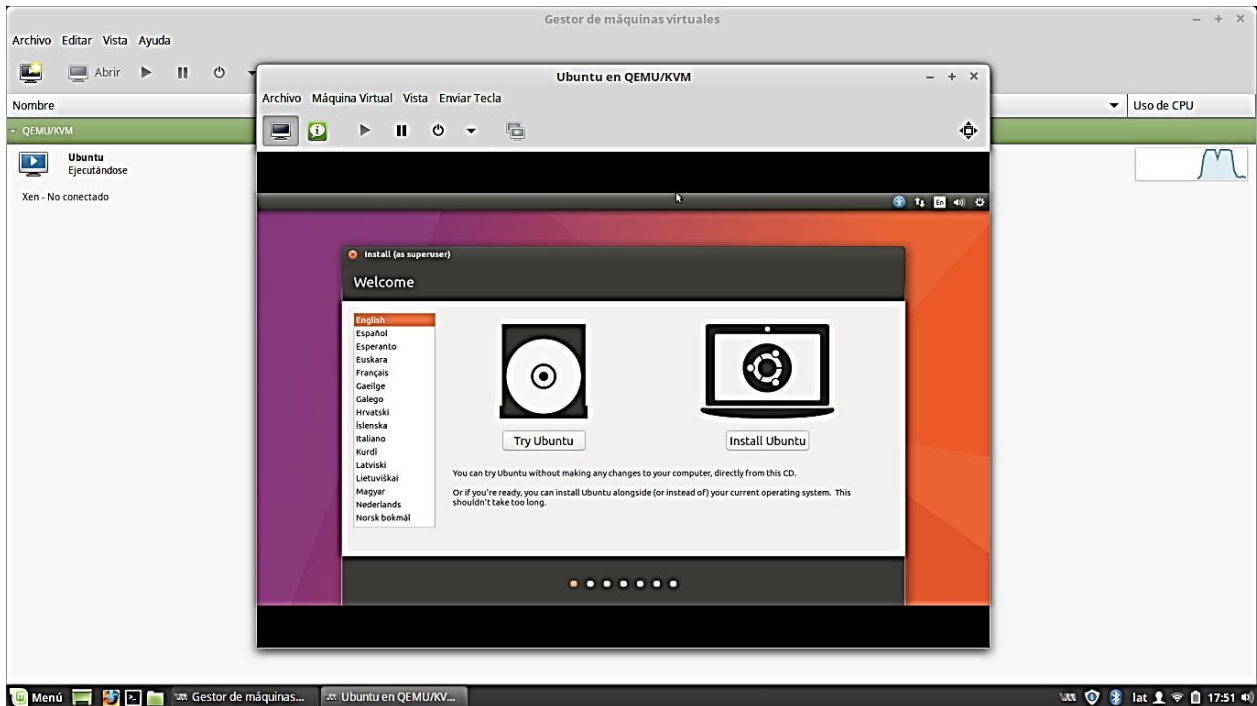 Gestor de máquinas virtuales
Archivo Editar Vista Ayuda
Abrir
Nombre
Uso de CPU
QEMU/KVM
Ubuntu
Ejecutándose
Xen - No conectado
Ubuntu en QEMU/KVM
Archivo Máquina Virtual Vista Enviar Tecla
En
Install (as superuser)
Welcome
English
Español
Esperanto
Euskara
Français
Gaeilge
Galego
Hrvatski
Íslenska
Italiano
Kurdî
Latviski
Lietuviškai
Magyar
Nederlands
Norsk bokmål
Try Ubuntu
Install Ubuntu
You can try Ubuntu without making any changes to your computer, directly from this CD.
Or if you're ready, you can install Ubuntu alongside (or instead of) your current operating system. This
shouldn't take too long.
Menú
Gestor de máquinas...
Ubuntu en QEMU/KV...
lat
17:51